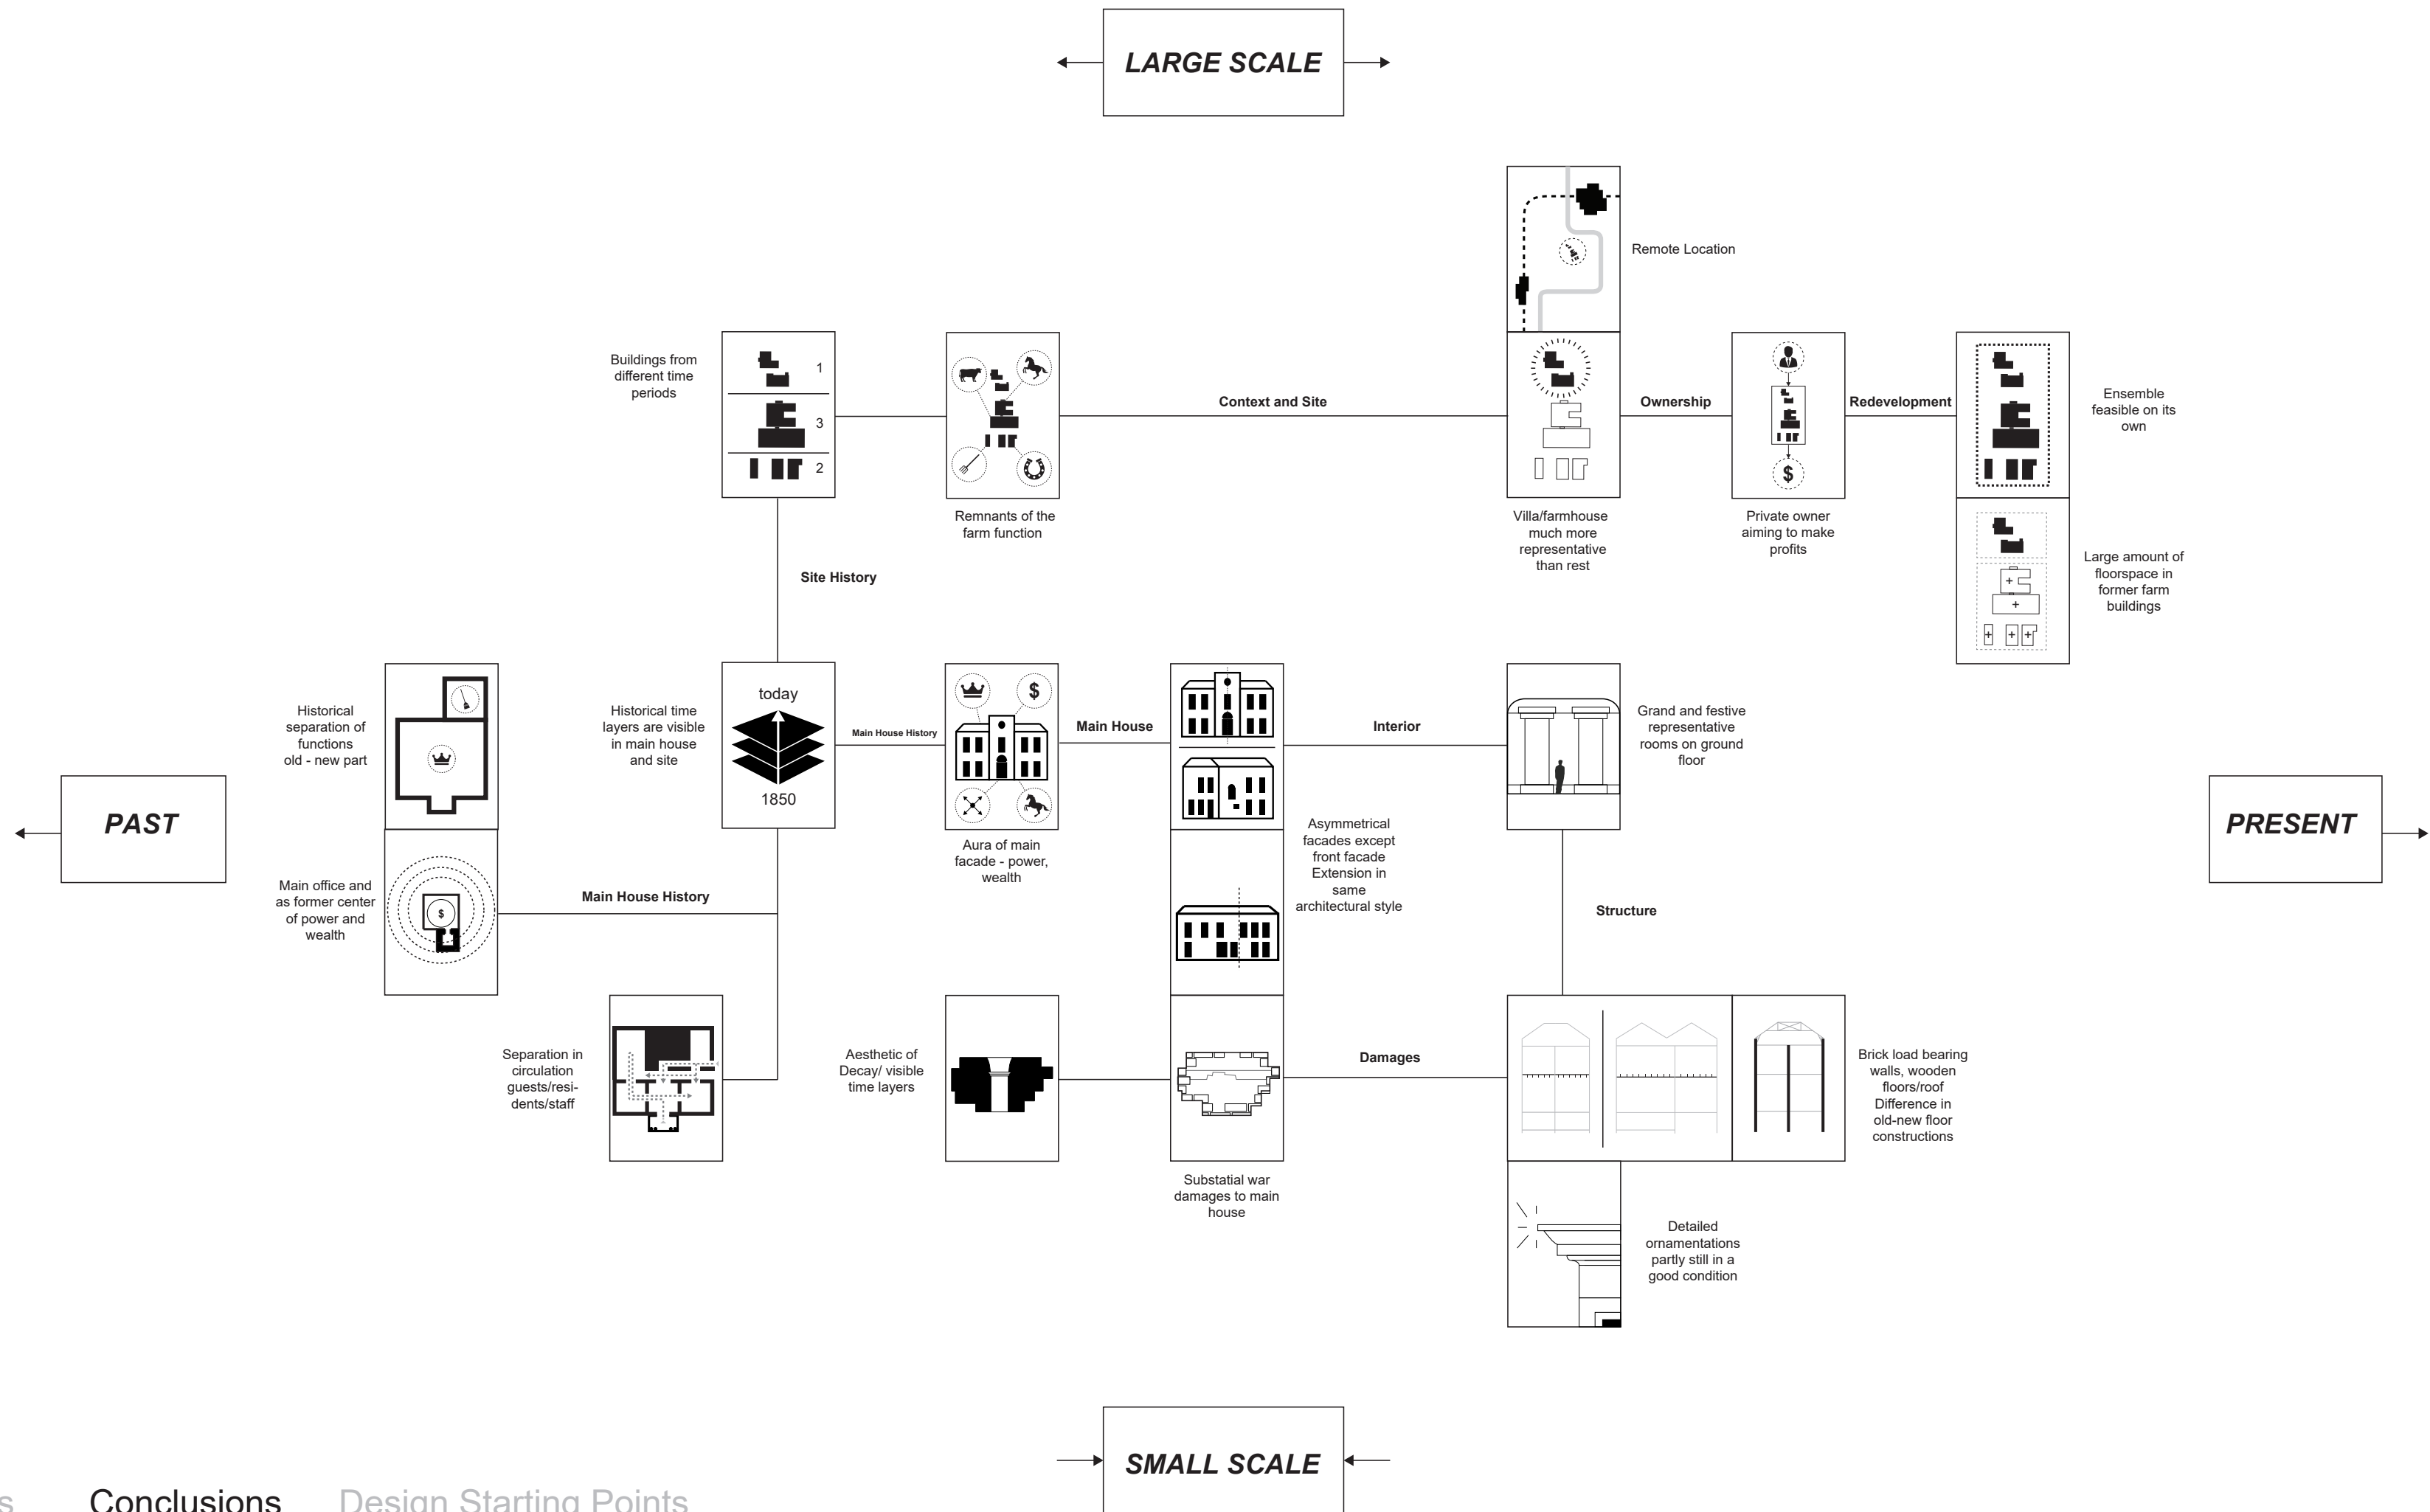 LARGE SCALE
Remote Location
Buildings from
different time
periods
1
3
2
Remnants of the
farm function
Context and Site
Villa/farmhouse
much more
representative
than rest
Ownership
$
Private owner
aiming to make
profits
Redevelopment
Ensemble
feasible on its
own
Large amount of
floorspace in
former farm
buildings
Site History
Historical
separation of
functions
old - new part
Historical time
layers are visible
in main house
and site
today
1850
Main House History
$
Aura of main
facade - power,
wealth
Main House
Interior
Grand and festive
representative
rooms on ground
floor
PAST
PRESENT
Main office and
as former center
of power and
wealth
$
Main House History
Asymmetrical
facades except
front facade
Extension in
same
architectural style
Structure
Separation in
circulation
guests/resi-
dents/staff
Aesthetic of
Decay/ visible
time layers
Substatial war
damages to main
house
Damages
Brick load bearing
walls, wooden
floors/roof
Difference in
old-new floor
constructions
Detailed
ornamentations
partly still in a
good condition
SMALL SCALE
s Conclusions Design Starting Points